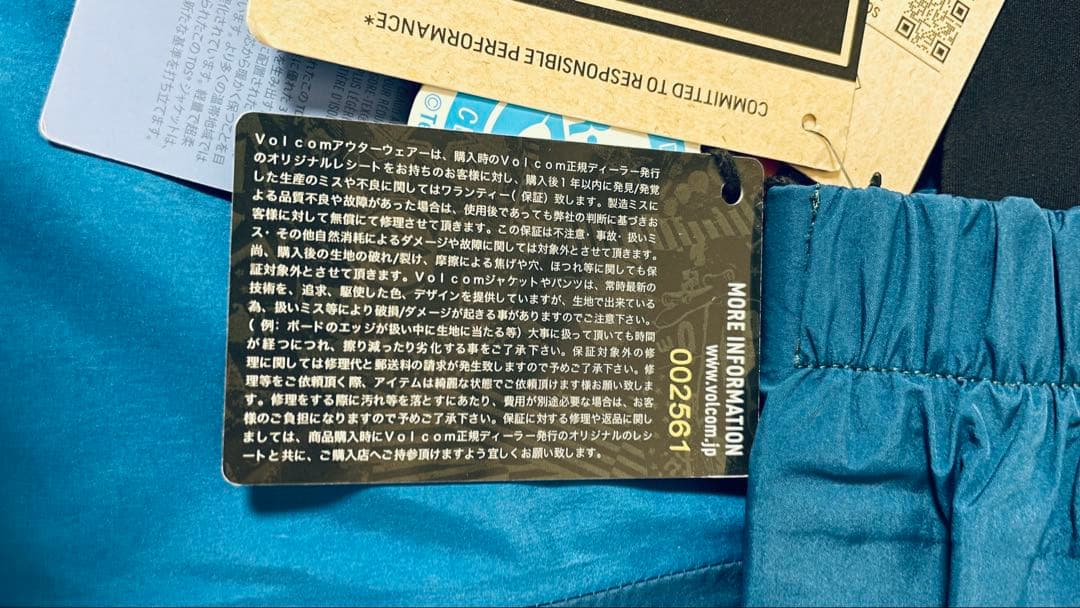 Volcomアウターウェアーは、購入時のVolcom正規ディーラー発行
のオリジナルレシートをお持ちのお客様に対し、購入後1年以内に発見/発覚
した生産のミスや不良に関してはワランティー(保証)致します。製造ミスに
よる品質不良や故障があった場合は、使用後であっても弊社の判断に基づきお
客様に対して無償にて修理させて頂きます。この保証は不注意・事故・扱いミ
ス・その他自然消耗によるダメージや故障に関しては対象外とさせて頂きます。
尚、購入後の生地の破れ/裂け、摩擦による焦げや穴、ほつれ等に関しても保
証対象外とさせて頂きます。Volcomジャケットやパンツは、常時最新の
技術を、追求、駆使した色、デザインを提供していますが、生地で出来ている
為、扱いミス等により破損/ダメージが起きる事がありますのでご注意下さい。
(例:ボードのエッジが扱い中に生地に当たる等)大事に扱って頂いても時間
が経つにつれ、擦り減ったり劣化する事をご了承下さい。保証対象外の修
理に関しては修理代と郵送料の請求が発生致しますので予めご了承下さい。修
理等をご依頼頂く際、アイテムは綺麗な状態でご依頼頂けます様お願い致しま
す。修理をする際に汚れ等を落とすにあたり、費用が別途必要な場合は、お客
様のご負担になりますので予めご了承下さい。保証に対する修理や返品に関し
ましては、商品購入時にVolcom正規ディーラー発行のオリジナルのレシ
ートと共に、ご購入店へご持参頂けますよう宜しくお願い致します。
002561
MORE INFORMATION
www.volcom.jp
COMMITTED TO RESPONSIBLE PERFORMANCE*